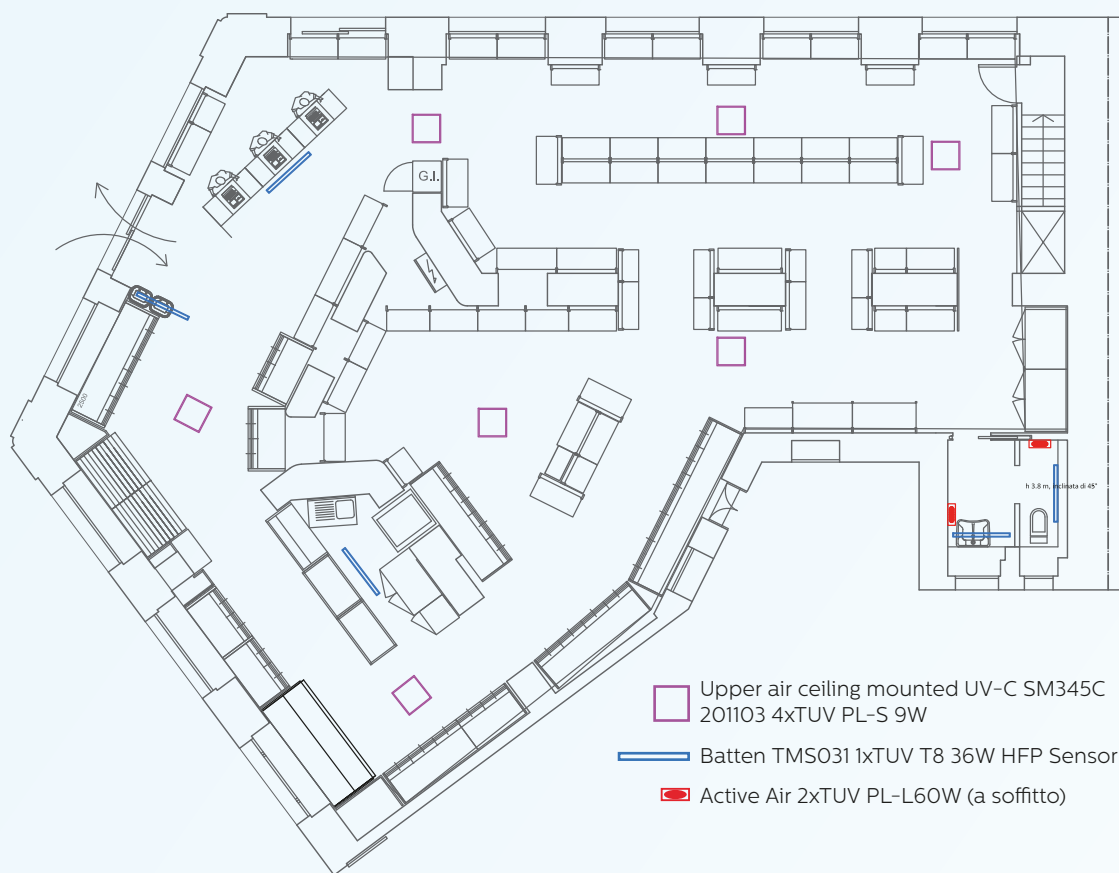 G.I.
2500
h 3.8 m, inclinata di 45°
Upper air ceiling mounted UV-C SM345C
201103 4xTUV PL-S 9W
Batten TMS031 1xTUV T8 36W HFP Sensor
Active Air 2xTUV PL-L60W (a soffitto)